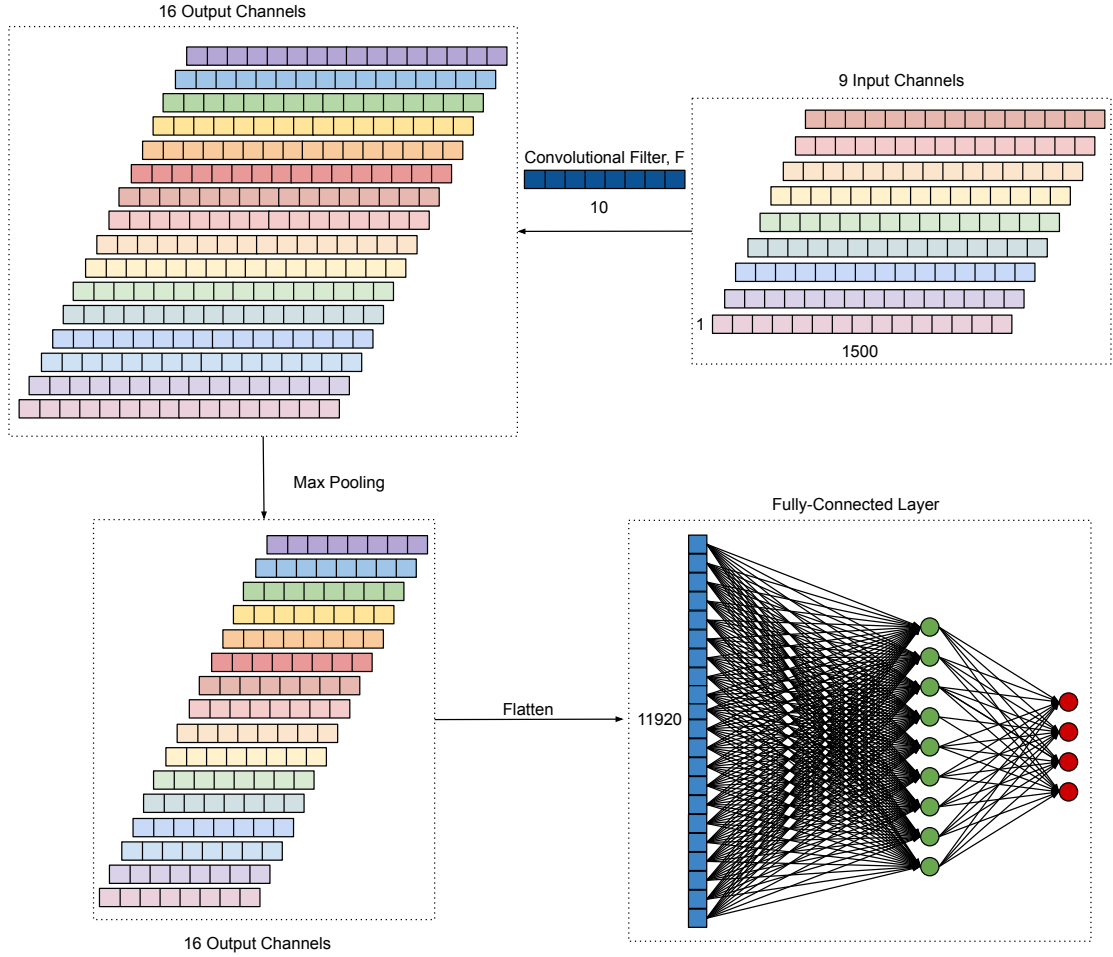 16 Output Channels
9 Input Channels
Convolutional Filter, F
10
1
1500
Max Pooling
Fully-Connected Layer
Flatten
11920
16 Output Channels